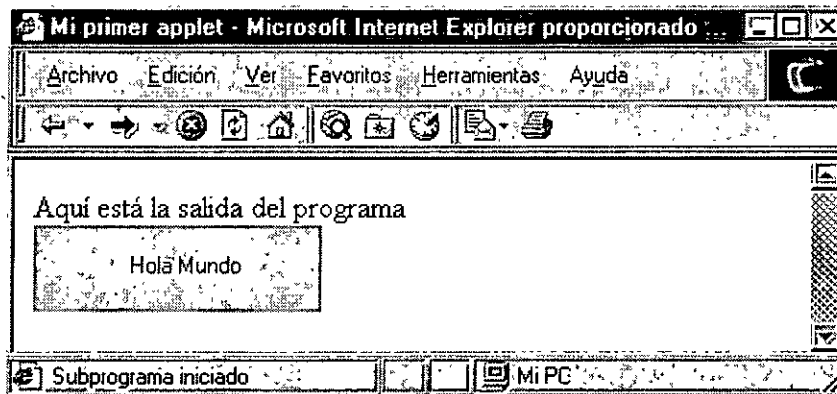 Mi primer applet - Microsoft Internet Explorer proporcionado ...
Archivo Edición Ver Favoritos Herramientas Ayuda
Aquí está la salida del programa
Hola Mundo
Subprograma iniciado Mi PC